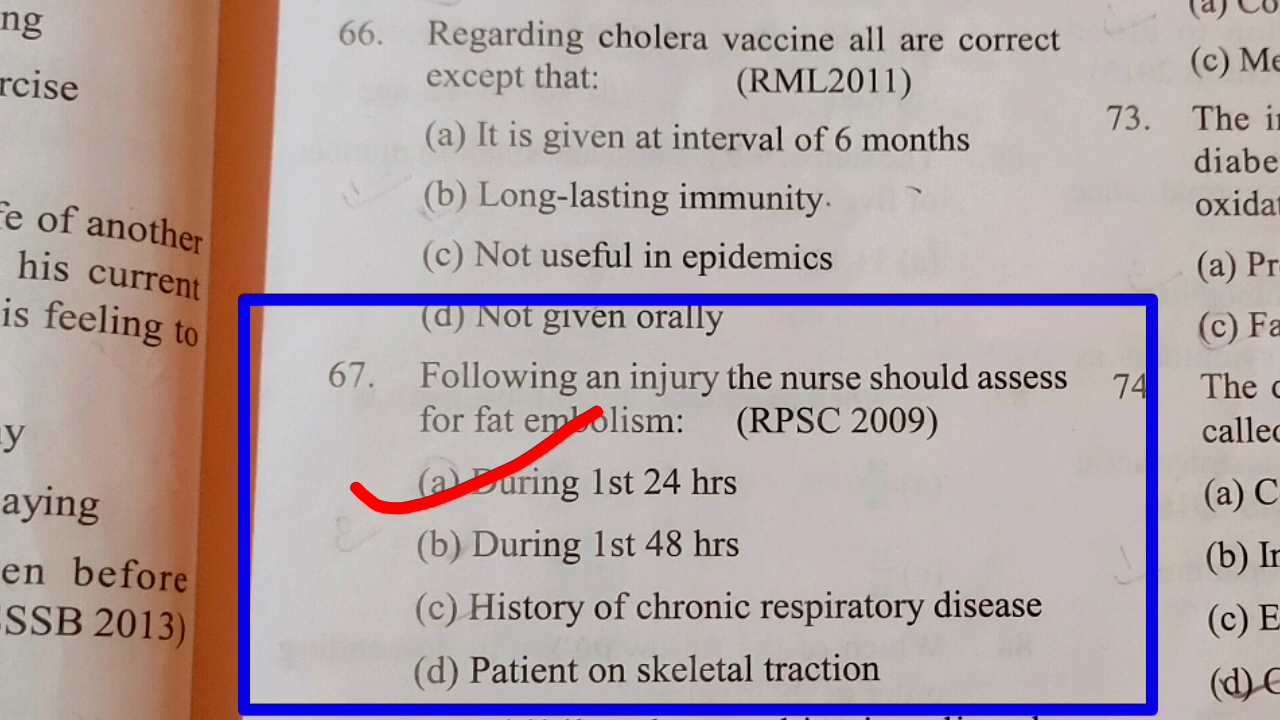 ng
rcise
fe of another
his current
is feeling to
aying
en before
SSB 2013)
66. Regarding cholera vaccine all are correct
except that: (RML2011)
(a) It is given at interval of 6 months
(b) Long-lasting immunity.
(c) Not useful in epidemics
(d) Not given orally
67. Following an injury the nurse should assess
for fat embolism: (RPSC 2009)
(a) During 1st 24 hrs
(b) During 1st 48 hrs
(c) History of chronic respiratory disease
(d) Patient on skeletal traction
(a) Co
(c) Me
73. The i
diabe
oxida
(a) Pr
(c) Fa
74 The
called
(a) C
(b) I
(c) E
(d)